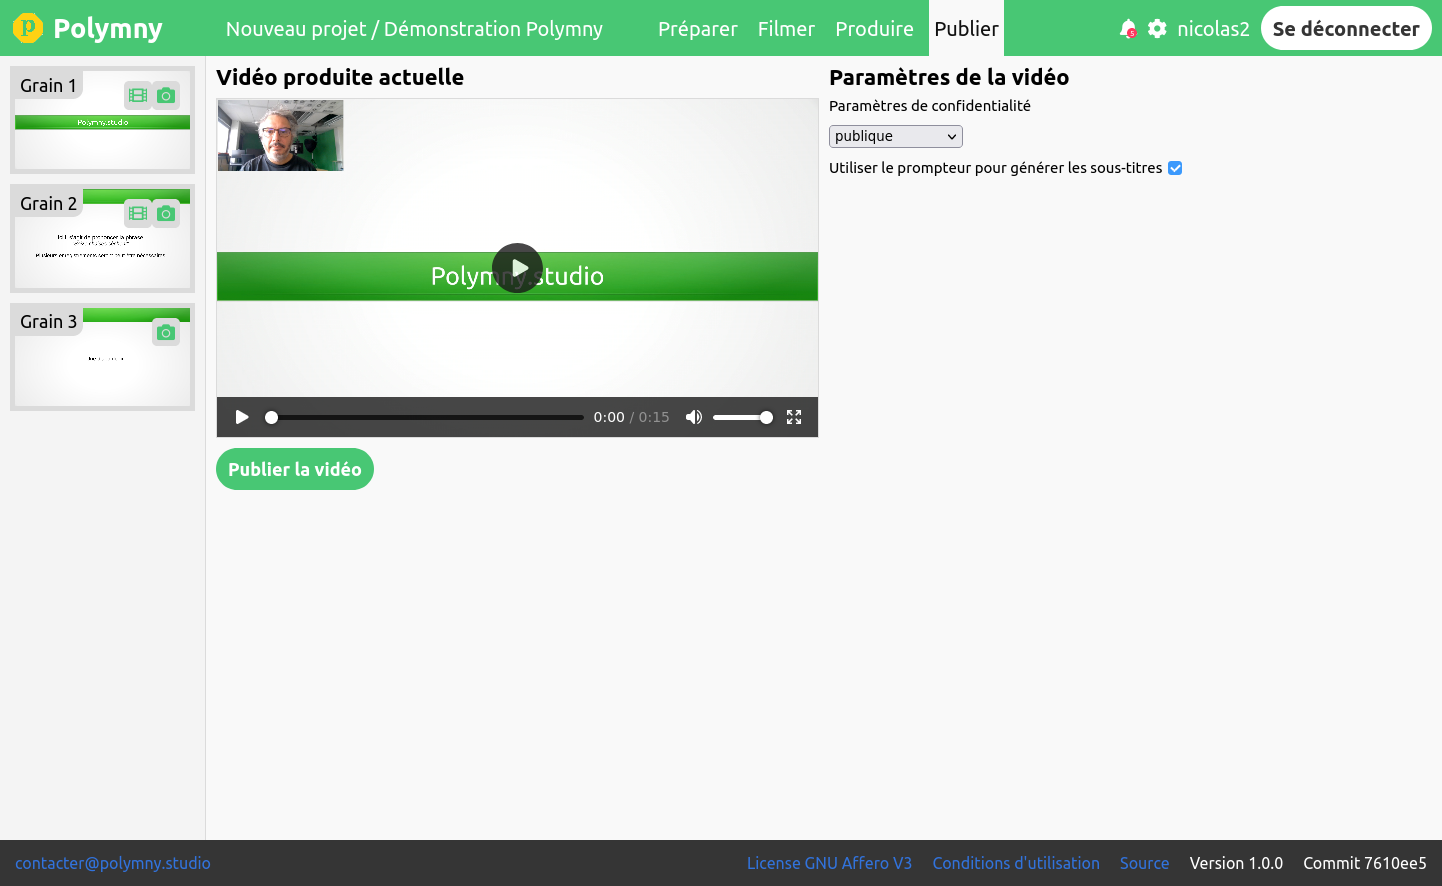 Polymny
Nouveau projet / Démonstration Polymny
Préparer
Filmer
Produire
Publier
5
nicolas2
Se déconnecter
Grain 1
Polymny.studio
Grain 2
Grain 3
Vidéo produite actuelle
Polymny.studio
0:00 / 0:15
Publier la vidéo
Paramètres de la vidéo
Paramètres de confidentialité
publique
Utiliser le prompteur pour générer les sous-titres
contacter@polymny.studio
License GNU Affero V3
Conditions d'utilisation
Source
Version 1.0.0
Commit 7610ee5